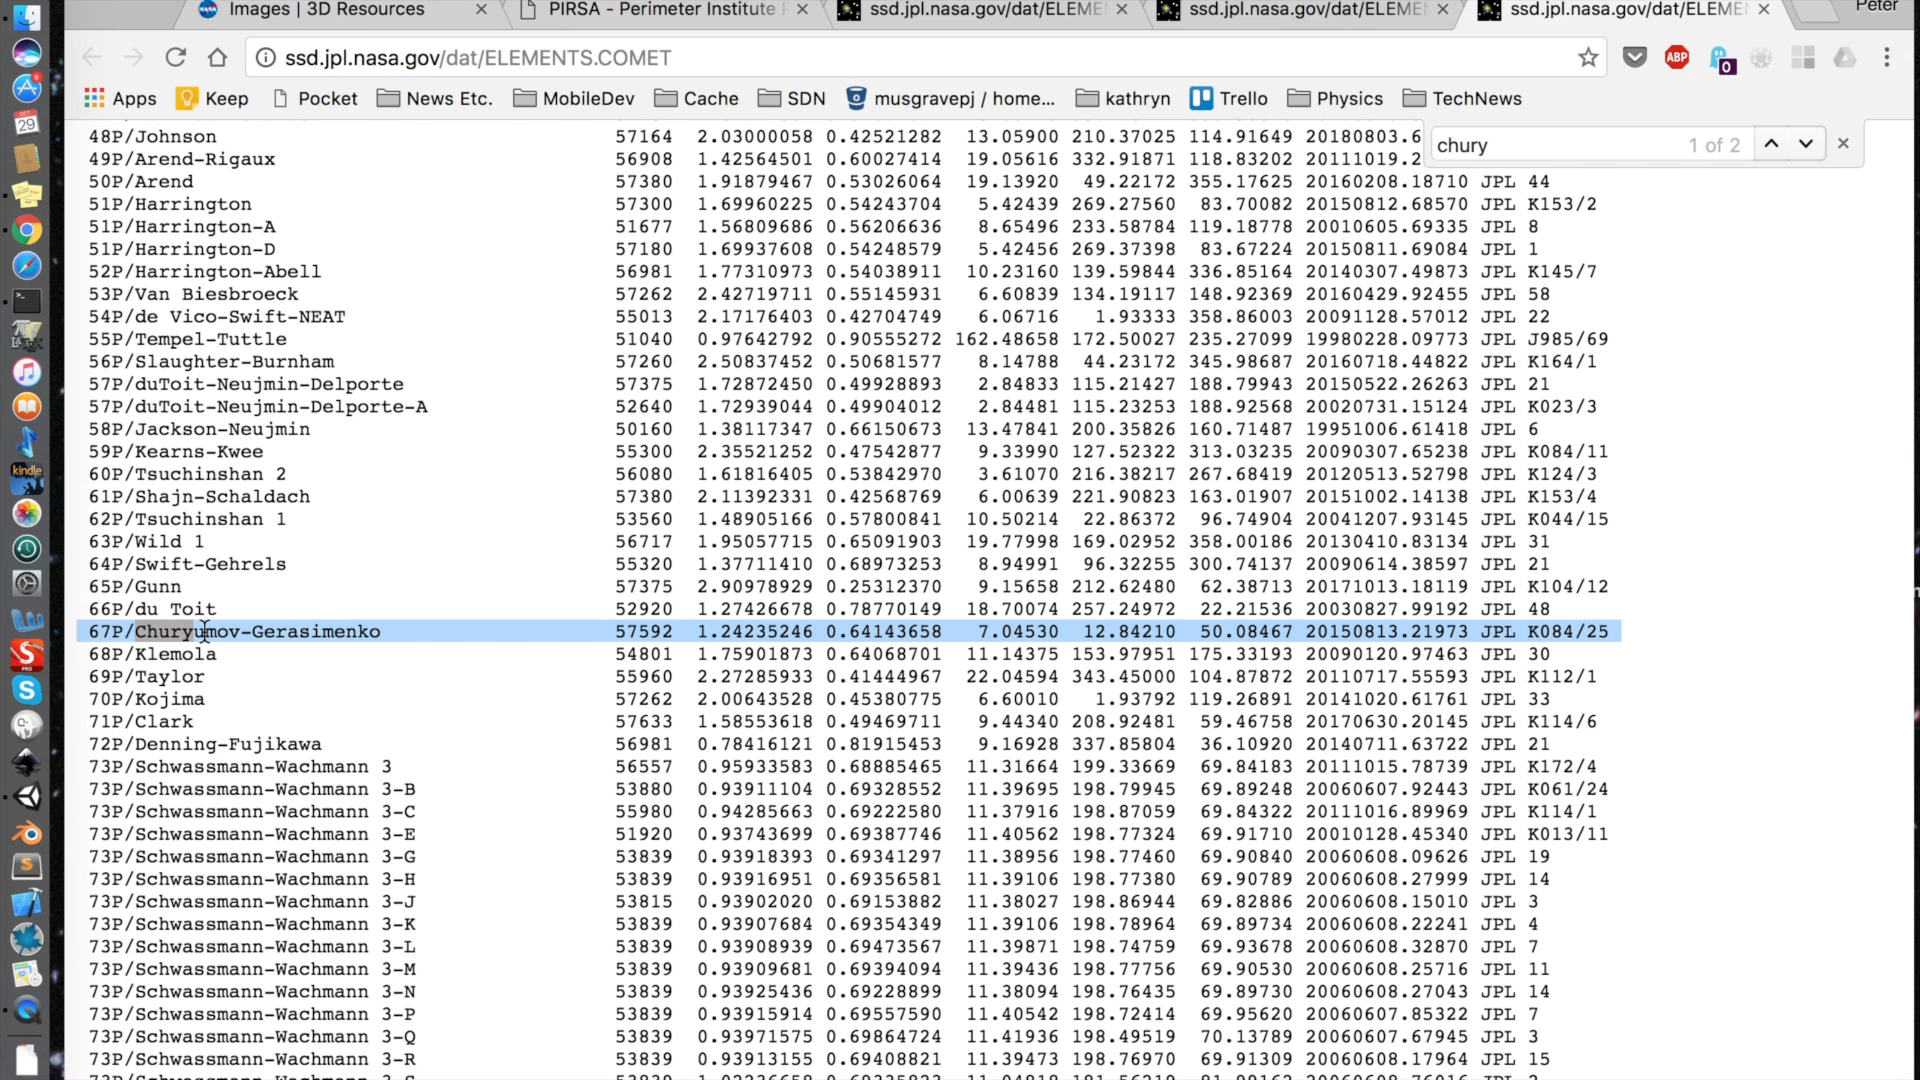 Images | 3D Resources
PIRSA - Perimeter Institute
ssd.jpl.nasa.gov/dat/ELEME
ssd.jpl.nasa.gov/dat/ELEME
ssd.jpl.nasa.gov/dat/ELEME
Peter
ssd.jpl.nasa.gov/dat/ELEMENTS.COMET
ABP
0
Apps Keep Pocket News Etc. MobileDev Cache SDN musgravepj / home... kathryn Trello Physics TechNews
chury 1 of 2
48P/Johnson 57164 2.03000058 0.42521282 13.05900 210.37025 114.91649 20180803.6
49P/Arend-Rigaux 56908 1.42564501 0.60027414 19.05616 332.91871 118.83202 20111019.2
50P/Arend 57380 1.91879467 0.53026064 19.13920 49.22172 355.17625 20160208.18710 JPL 44
51P/Harrington 57300 1.69960225 0.54243704 5.42439 269.27560 83.70082 20150812.68570 JPL K153/2
51P/Harrington-A 51677 1.56809686 0.56206636 8.65496 233.58784 119.18778 20010605.69335 JPL 8
51P/Harrington-D 57180 1.69937608 0.54248579 5.42456 269.37398 83.67224 20150811.69084 JPL 1
52P/Harrington-Abell 56981 1.77310973 0.54038911 10.23160 139.59844 336.85164 20140307.49873 JPL K145/7
53P/Van Biesbroeck 57262 2.42719711 0.55145931 6.60839 134.19117 148.92369 20160429.92455 JPL 58
54P/de Vico-Swift-NEAT 55013 2.17176403 0.42704749 6.06716 1.93333 358.86003 20091128.57012 JPL 22
55P/Tempel-Tuttle 51040 0.97642792 0.90555272 162.48658 172.50027 235.27099 19980228.09773 JPL J985/69
56P/Slaughter-Burnham 57260 2.50837452 0.50681577 8.14788 44.23172 345.98687 20160718.44822 JPL K164/1
57P/duToit-Neujmin-Delporte 57375 1.72872450 0.49928893 2.84833 115.21427 188.79943 20150522.26263 JPL 21
57P/duToit-Neujmin-Delporte-A 52640 1.72939044 0.49904012 2.84481 115.23253 188.92568 20020731.15124 JPL K023/3
58P/Jackson-Neujmin 50160 1.38117347 0.66150673 13.47841 200.35826 160.71487 19951006.61418 JPL 6
59P/Kearns-Kwee 55300 2.35521252 0.47542877 9.33990 127.52322 313.03235 20090307.65238 JPL K084/11
60P/Tsuchinshan 2 56080 1.61816405 0.53842970 3.61070 216.38217 267.68419 20120513.52798 JPL K124/3
61P/Shajn-Schaldach 57380 2.11392331 0.42568769 6.00639 221.90823 163.01907 20151002.14138 JPL K153/4
62P/Tsuchinshan 1 53560 1.48905166 0.57800841 10.50214 22.86372 96.74904 20041207.93145 JPL K044/15
63P/Wild 1 56717 1.95057715 0.65091903 19.77998 169.02952 358.00186 20130410.83134 JPL 31
64P/Swift-Gehrels 55320 1.37711410 0.68973253 8.94991 96.32255 300.74137 20090614.38597 JPL 21
65P/Gunn 57375 2.90978929 0.25312370 9.15658 212.62480 62.38713 20171013.18119 JPL K104/12
66P/du Toit 52920 1.27426678 0.78770149 18.70074 257.24972 22.21536 20030827.99192 JPL 48
67P/Churyumov-Gerasimenko 57592 1.24235246 0.64143658 7.04530 12.84210 50.08467 20150813.21973 JPL K084/25
68P/Klemola 54801 1.75901873 0.64068701 11.14375 153.97951 175.33193 20090120.97463 JPL 30
69P/Taylor 55960 2.27285933 0.41444967 22.04594 343.45000 104.87872 20110717.55593 JPL K112/1
70P/Kojima 57262 2.00643528 0.45380775 6.60010 1.93792 119.26891 20141020.61761 JPL 33
71P/Clark 57633 1.58553618 0.49469711 9.44340 208.92481 59.46758 20170630.20145 JPL K114/6
72P/Denning-Fujikawa 56981 0.78416121 0.81915453 9.16928 337.85804 36.10920 20140711.63722 JPL 21
73P/Schwassmann-Wachmann 3 56557 0.95933583 0.68885465 11.31664 199.33669 69.84183 20111015.78739 JPL K172/4
73P/Schwassmann-Wachmann 3-B 53880 0.93911104 0.69328552 11.39695 198.79945 69.89248 20060607.92443 JPL K061/24
73P/Schwassmann-Wachmann 3-C 55980 0.94285663 0.69222580 11.37916 198.87059 69.84322 20111016.89969 JPL K114/1
73P/Schwassmann-Wachmann 3-E 51920 0.93743699 0.69387746 11.40562 198.77324 69.91710 20010128.45340 JPL K013/11
73P/Schwassmann-Wachmann 3-G 53839 0.93918393 0.69341297 11.38956 198.77460 69.90840 20060608.09626 JPL 19
73P/Schwassmann-Wachmann 3-H 53839 0.93916951 0.69356581 11.39106 198.77380 69.90789 20060608.27999 JPL 14
73P/Schwassmann-Wachmann 3-J 53815 0.93902020 0.69153882 11.38027 198.86944 69.82886 20060608.15010 JPL 3
73P/Schwassmann-Wachmann 3-K 53839 0.93907684 0.69354349 11.39106 198.78964 69.89734 20060608.22241 JPL 4
73P/Schwassmann-Wachmann 3-L 53839 0.93908939 0.69473567 11.39871 198.74759 69.93678 20060608.32870 JPL 7
73P/Schwassmann-Wachmann 3-M 53839 0.93909681 0.69394094 11.39436 198.77756 69.90530 20060608.25716 JPL 11
73P/Schwassmann-Wachmann 3-N 53839 0.93925436 0.69228899 11.38094 198.76435 69.89730 20060608.27043 JPL 14
73P/Schwassmann-Wachmann 3-P 53839 0.93915914 0.69557590 11.40542 198.72414 69.95620 20060607.85322 JPL 7
73P/Schwassmann-Wachmann 3-Q 53839 0.93971575 0.69864724 11.41936 198.49519 70.13789 20060607.67945 JPL 3
73P/Schwassmann-Wachmann 3-R 53839 0.93913155 0.69408821 11.39473 198.76970 69.91309 20060608.17964 JPL 15
OCT
29
kindle
PRO